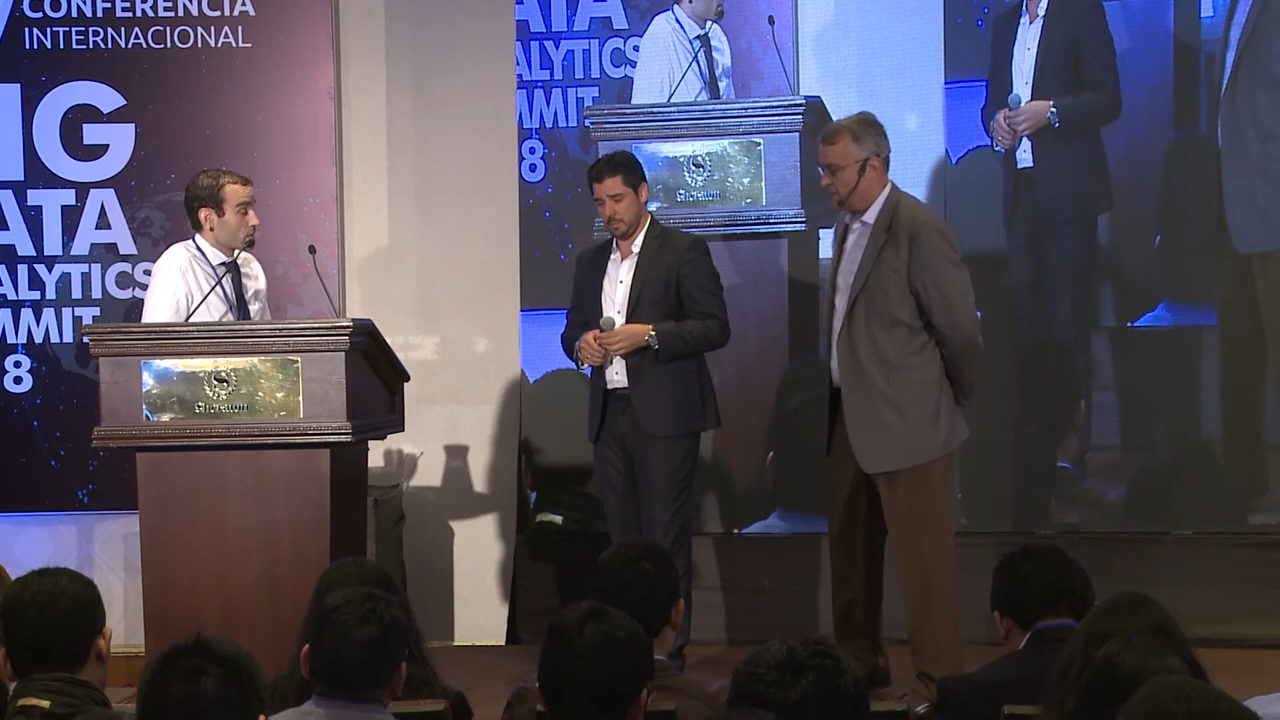 CONFERENCIA
INTERNACIONAL
IG
ATA
ALYTICS
MMIT
8
Sheraton
ATA
ALYTICS
MMIT
8
Sheraton